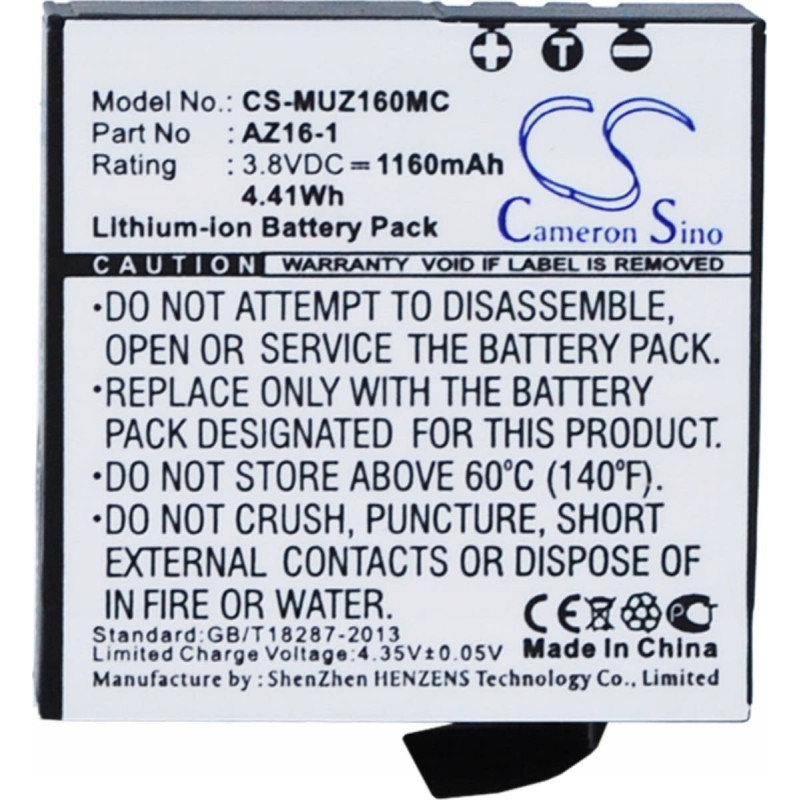 + T -
Model No.: CS-MUZ160MC
Part No : AZ16-1
Rating : 3.8VDC⎓1160mAh
4.41Wh
Lithium-ion Battery Pack
CS
Cameron Sino
CAUTION WARRANTY VOID IF LABEL IS REMOVED
·DO NOT ATTEMPT TO DISASSEMBLE,
OPEN OR SERVICE THE BATTERY PACK.
·REPLACE ONLY WITH THE BATTERY
PACK DESIGNATED FOR THIS PRODUCT.
·DO NOT STORE ABOVE 60°C (140°F).
·DO NOT CRUSH, PUNCTURE, SHORT
EXTERNAL CONTACTS OR DISPOSE OF
IN FIRE OR WATER.
CE PCT
Standard:GB/T18287-2013
Limited Charge Voltage:4.35V±0.05V
Made In China
Manufacture by : ShenZhen HENZENS Technology Co., Limited